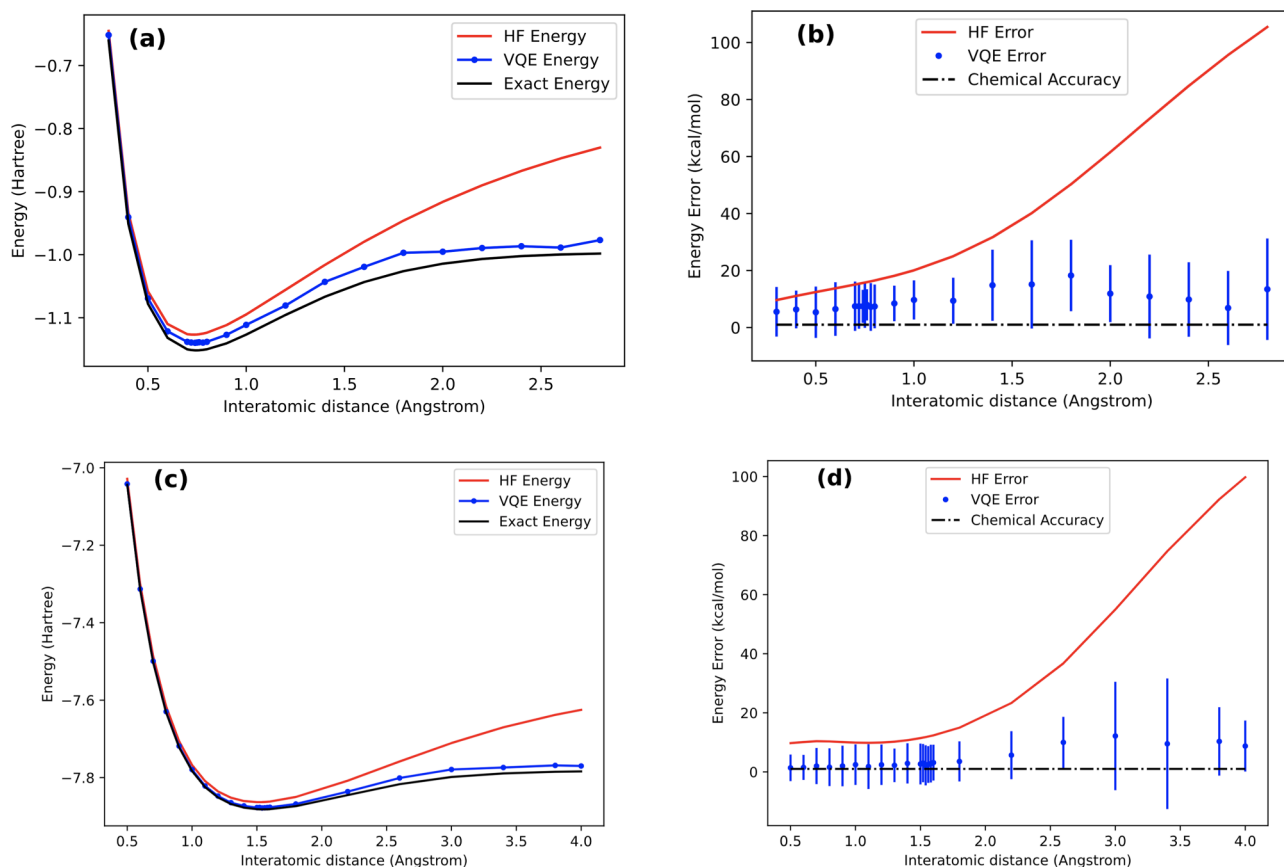 (a)
HF Energy
VQE Energy
Exact Energy
−0.7
−0.8
−0.9
−1.0
−1.1
Energy (Hartree)
0.5 1.0 1.5 2.0 2.5
Interatomic distance (Angstrom)
(b)
HF Error
VQE Error
Chemical Accuracy
100
80
60
40
20
0
Energy Error (kcal/mol)
0.5 1.0 1.5 2.0 2.5
Interatomic distance (Angstrom)
(c)
HF Energy
VQE Energy
Exact Energy
−7.0
−7.2
−7.4
−7.6
−7.8
Energy (Hartree)
0.5 1.0 1.5 2.0 2.5 3.0 3.5 4.0
Interatomic distance (Angstrom)
(d)
HF Error
VQE Error
Chemical Accuracy
100
80
60
40
20
0
Energy Error (kcal/mol)
0.5 1.0 1.5 2.0 2.5 3.0 3.5 4.0
Interatomic distance (Angstrom)